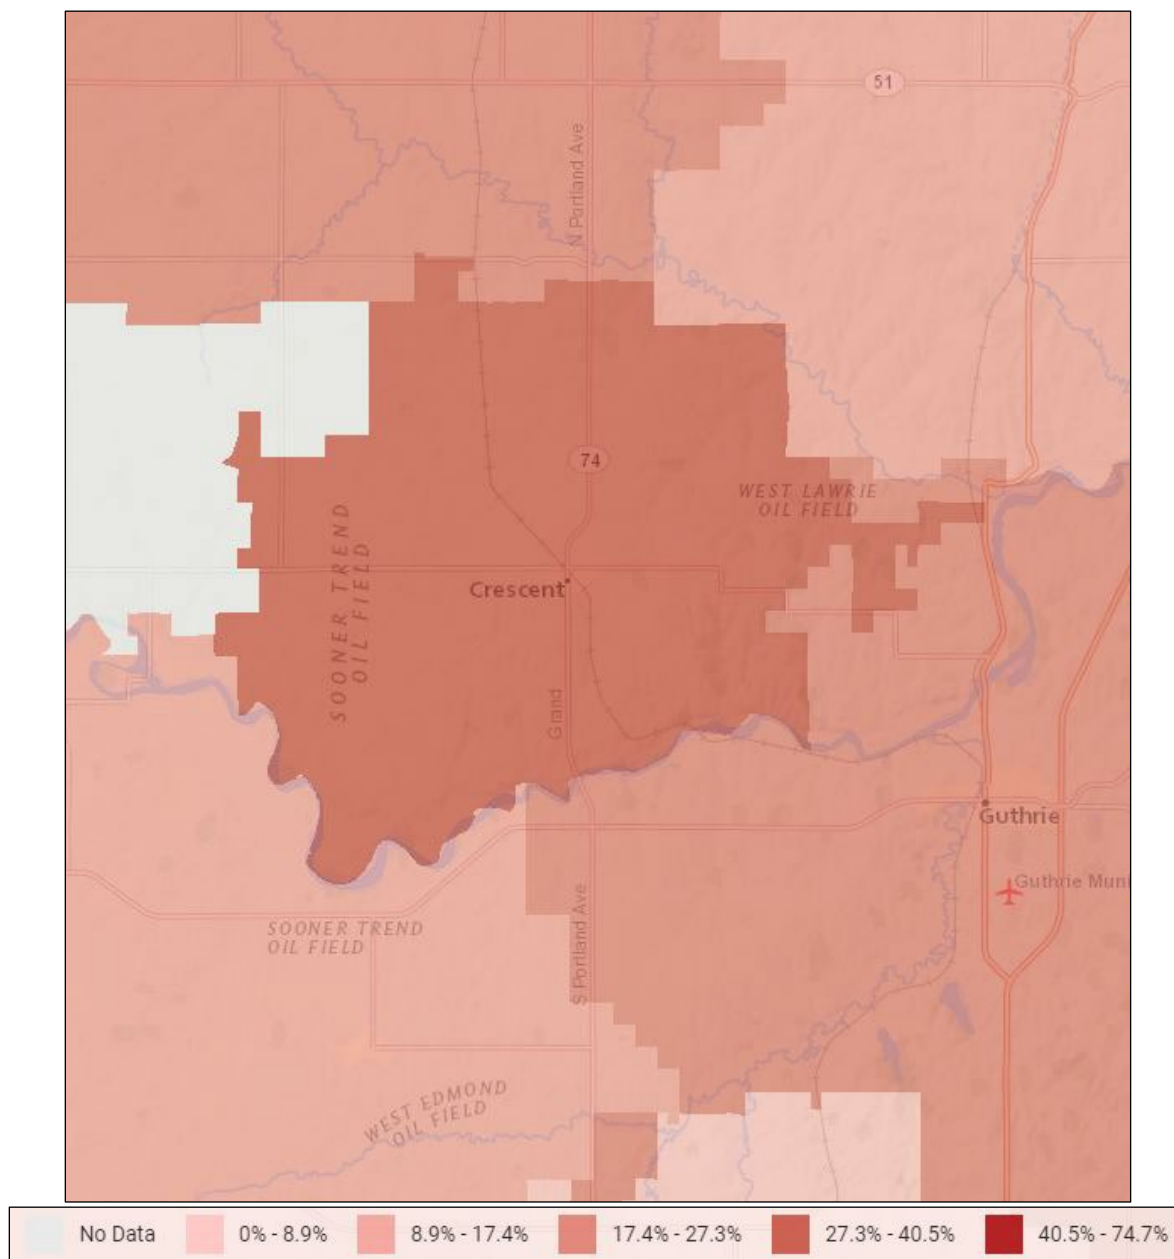 51
N Portland Ave
74
WEST LAWRIE
OIL FIELD
SOONER TREND
OIL FIELD
Crescent
Grand
Guthrie
Guthrie Muni
SOONER TREND
OIL FIELD
S Portland Ave
WEST EDMOND
OIL FIELD
No Data 0% - 8.9% 8.9% - 17.4% 17.4% - 27.3% 27.3% - 40.5% 40.5% - 74.7%